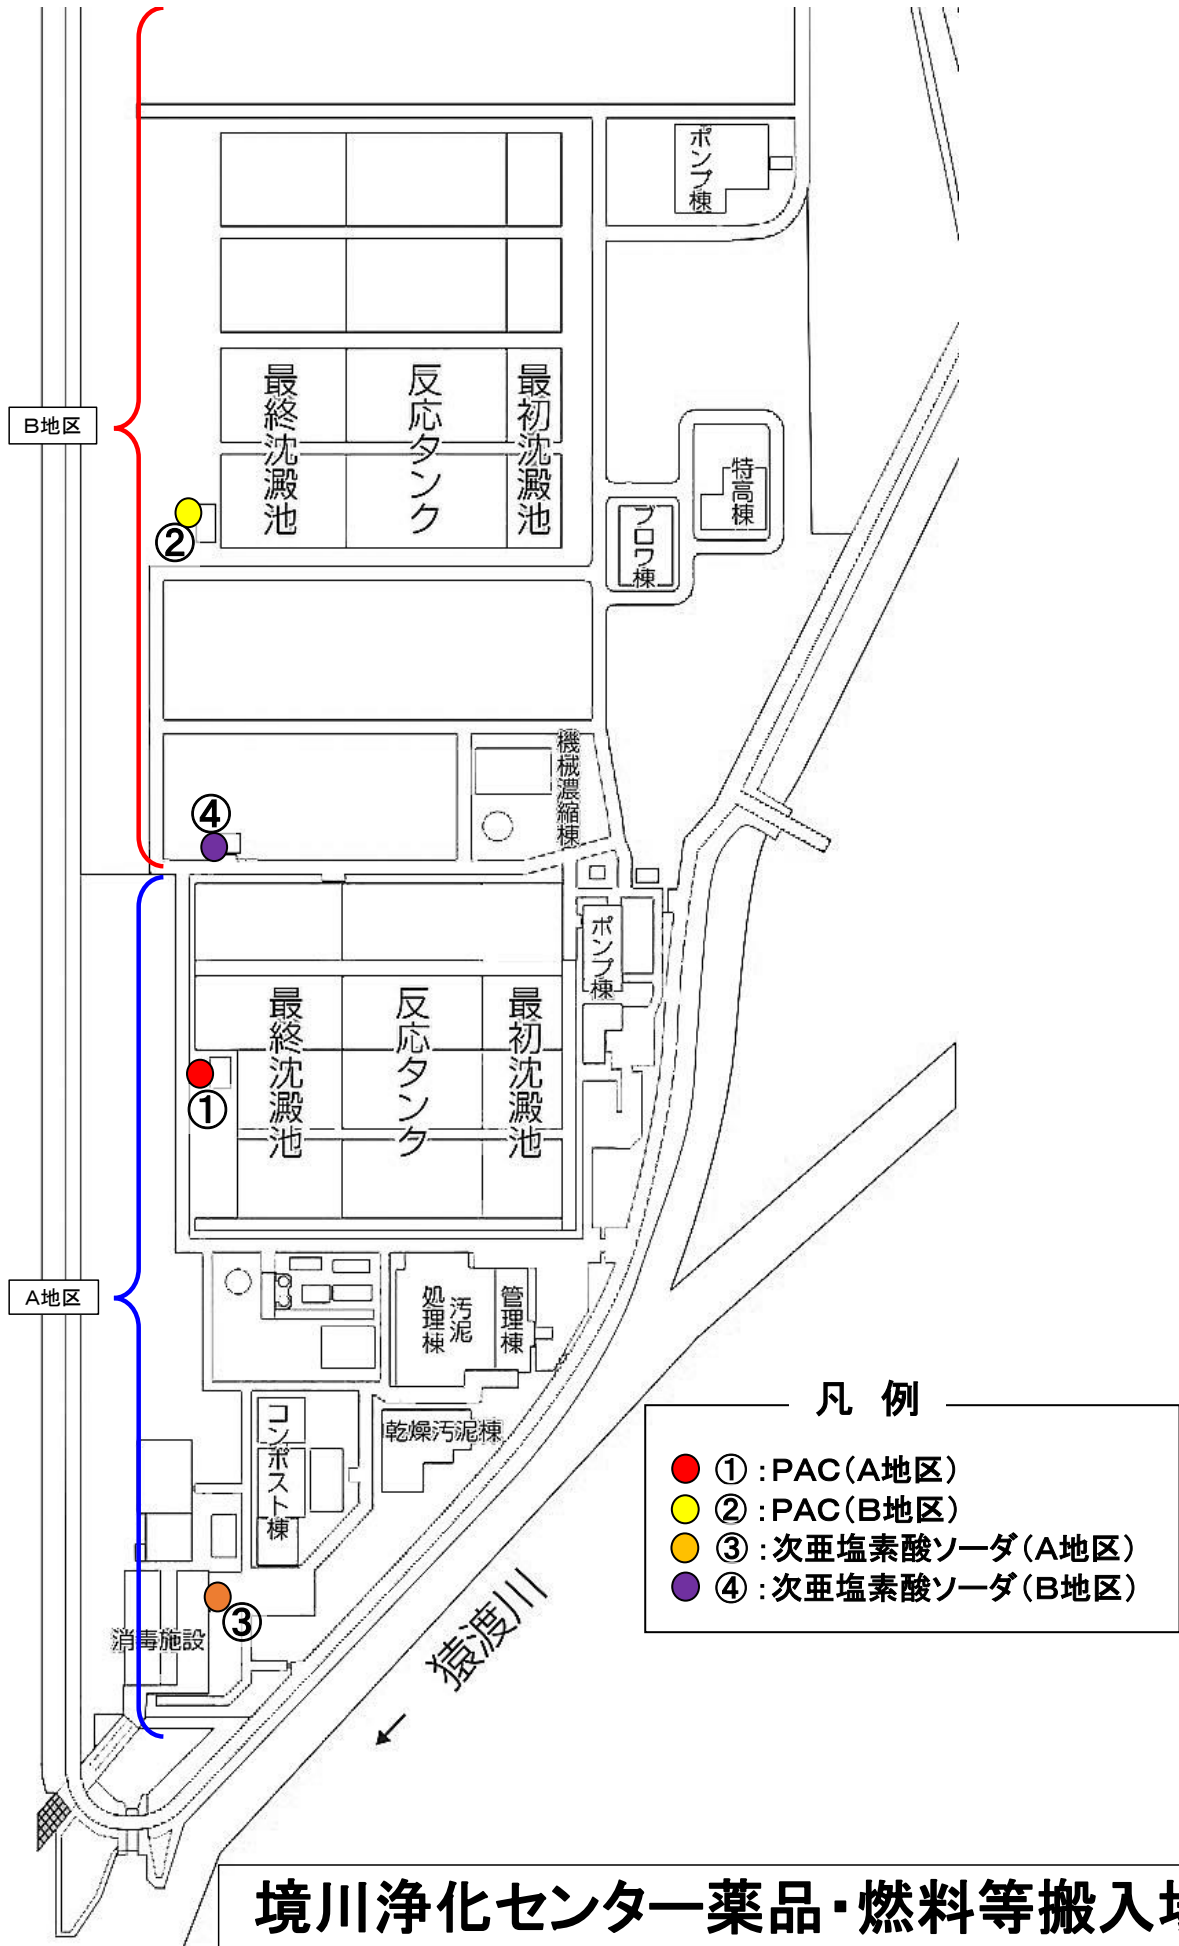 ポンプ棟
最終沈澱池
反応タンク
最初沈澱池
B地区
特高棟
ブロワ棟
②
機械濃縮棟
④
ポンプ棟
最終沈澱池
反応タンク
最初沈澱池
①
A地区
汚泥
処理棟
管理棟
コンポスト棟
乾燥汚泥棟
凡 例
①:PAC(A地区)
②:PAC(B地区)
③:次亜塩素酸ソーダ(A地区)
④:次亜塩素酸ソーダ(B地区)
③
消毒施設
猿渡川
境川浄化センター薬品・燃料等搬入